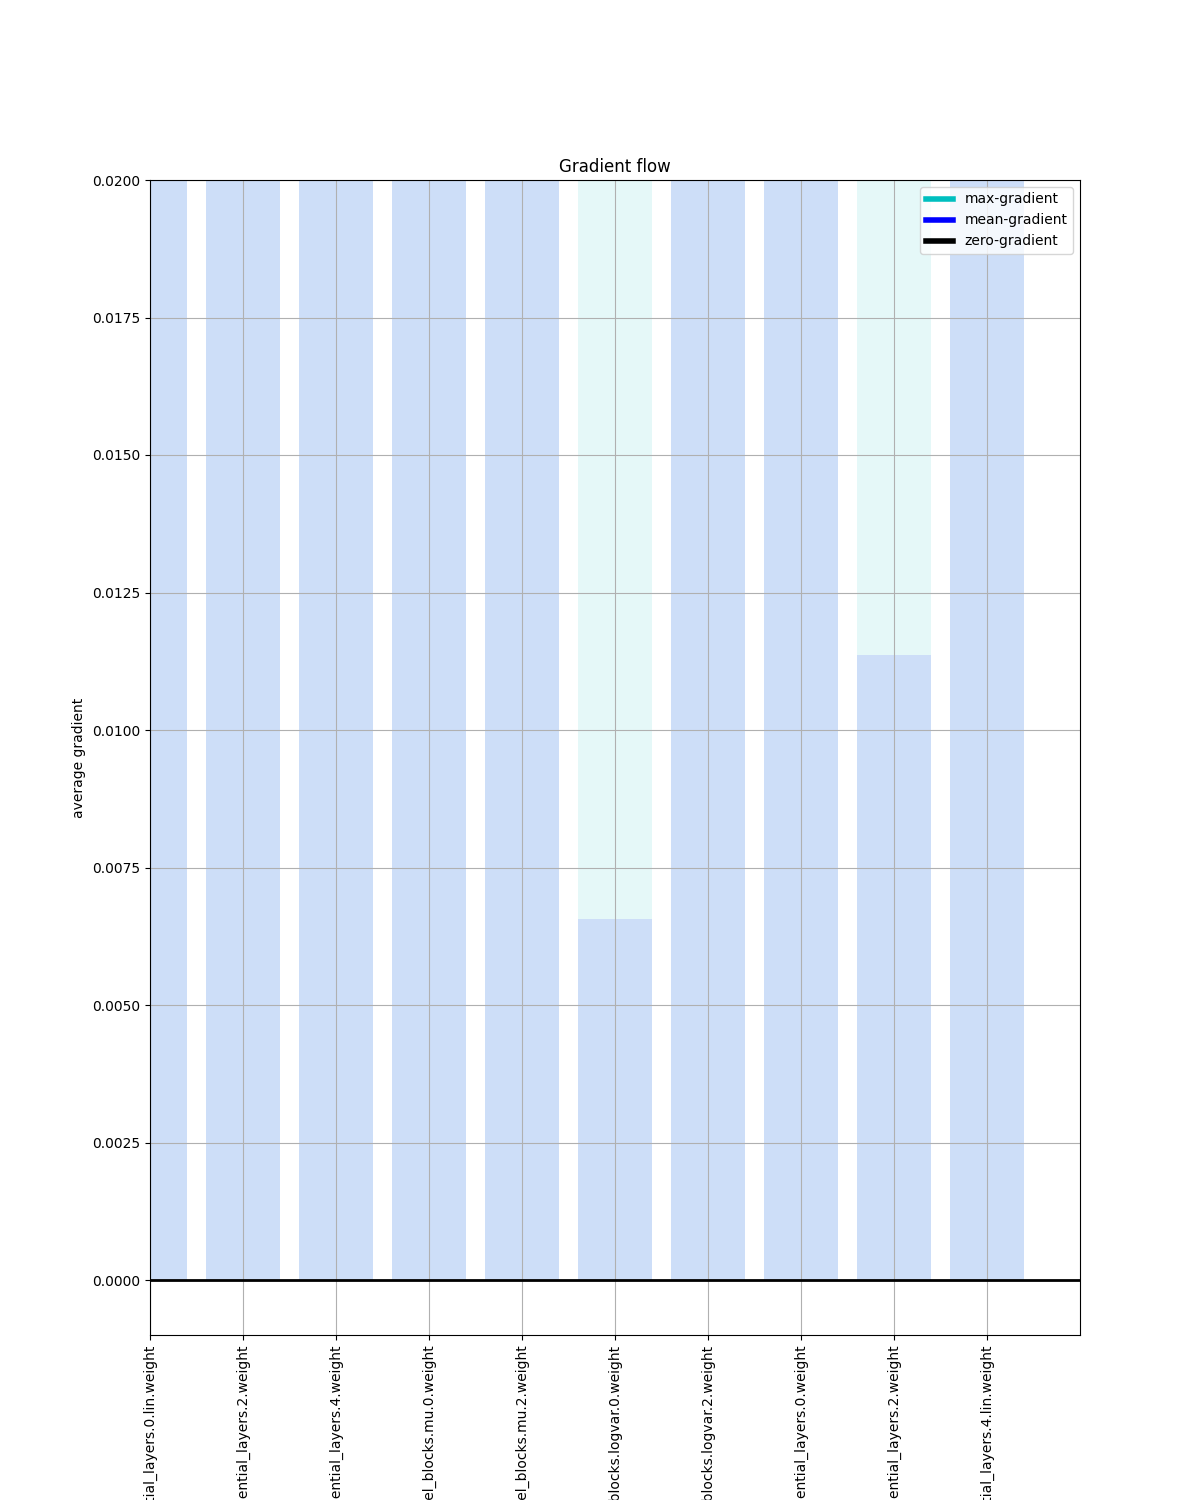 Gradient flow
max-gradient
mean-gradient
zero-gradient
0.0200
0.0175
0.0150
0.0125
0.0100
0.0075
0.0050
0.0025
0.0000
average gradient
tial_layers.0.lin.weight
ential_layers.2.weight
ential_layers.4.weight
el_blocks.mu.0.weight
el_blocks.mu.2.weight
blocks.logvar.0.weight
blocks.logvar.2.weight
ential_layers.0.weight
ential_layers.2.weight
tial_layers.4.lin.weight